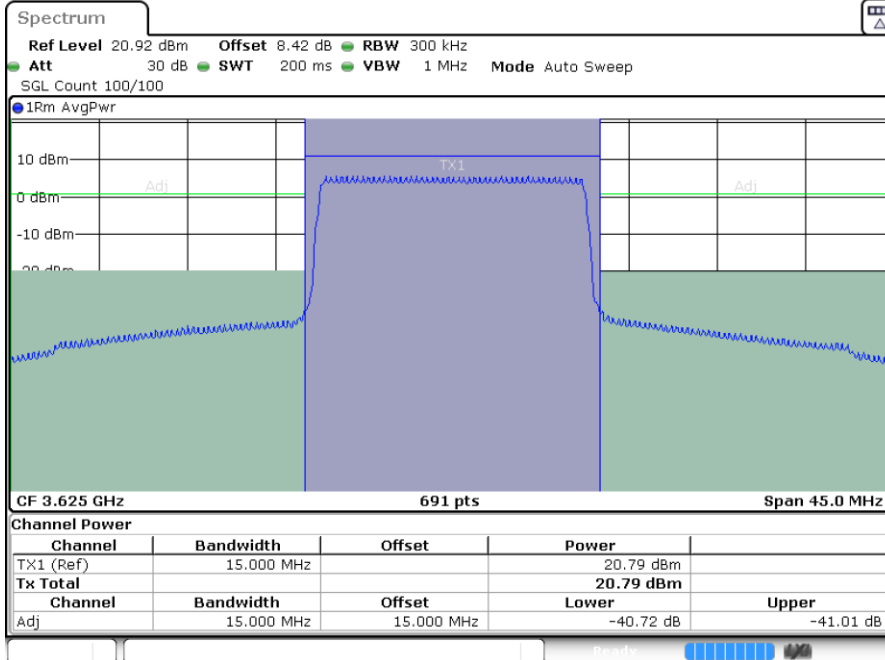 Spectrum
Ref Level 20.92 dBm Offset 8.42 dB RBW 300 kHz
Att 30 dB SWT 200 ms VBW 1 MHz Mode Auto Sweep
SGL Count 100/100
1Rm AvgPwr
10 dBm
TX1
Adj Adj
0 dBm
-10 dBm
-20 dBm
CF 3.625 GHz 691 pts Span 45.0 MHz
Channel Power
Channel Bandwidth Offset Power
TX1 (Ref) 15.000 MHz 20.79 dBm
Tx Total 20.79 dBm
Channel Bandwidth Offset Lower Upper
Adj 15.000 MHz 15.000 MHz -40.72 dB -41.01 dB
Ready